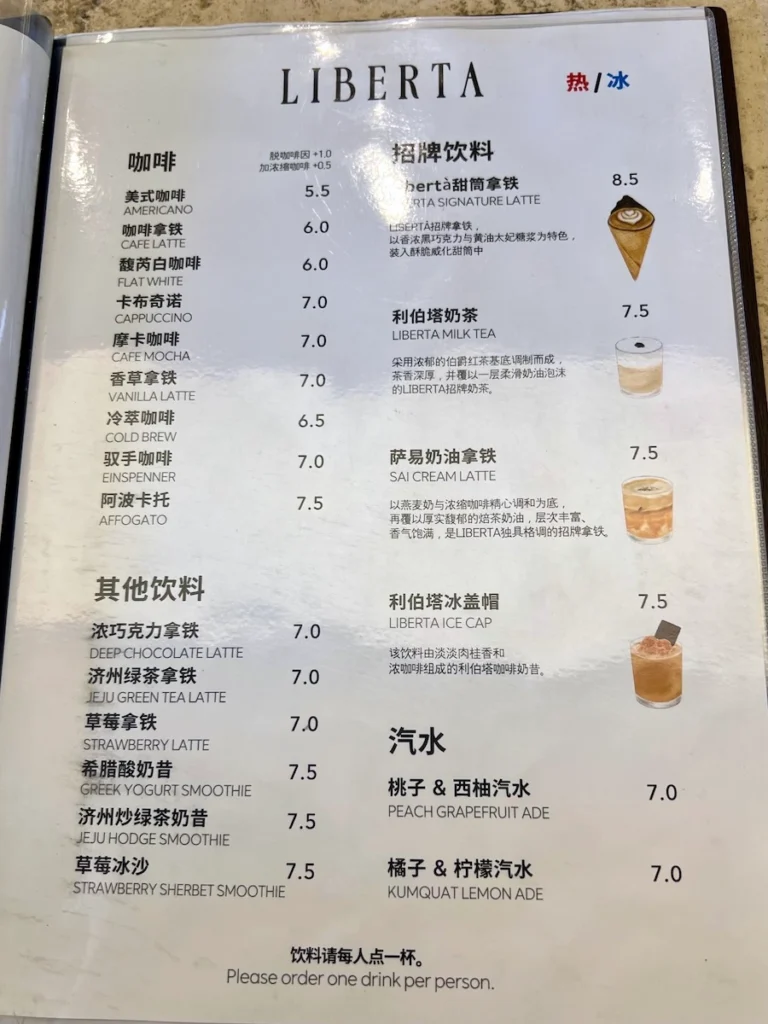 LIBERTA
热/冰
咖啡
脱咖啡因 +1.0
加浓缩咖啡 +0.5
美式咖啡 5.5
AMERICANO
咖啡拿铁 6.0
CAFE LATTE
馥芮白咖啡 6.0
FLAT WHITE
卡布奇诺 7.0
CAPPUCCINO
摩卡咖啡 7.0
CAFE MOCHA
香草拿铁 7.0
VANILLA LATTE
冷萃咖啡 6.5
COLD BREW
驭手咖啡 7.0
EINSPENNER
阿波卡托 7.5
AFFOGATO
其他饮料
浓巧克力拿铁 7.0
DEEP CHOCOLATE LATTE
济州绿茶拿铁 7.0
JEJU GREEN TEA LATTE
草莓拿铁 7.0
STRAWBERRY LATTE
希腊酸奶昔 7.5
GREEK YOGURT SMOOTHIE
济州炒绿茶奶昔 7.5
JEJU HODGE SMOOTHIE
草莓冰沙 7.5
STRAWBERRY SHERBET SMOOTHIE
招牌饮料
bertà甜筒拿铁 8.5
RTA SIGNATURE LATTE
LIBERTÀ招牌拿铁，
以香浓黑巧克力与黄油太妃糖浆为特色，
装入酥脆威化甜筒中
利伯塔奶茶 7.5
LIBERTA MILK TEA
采用浓郁的伯爵红茶基底调制而成，
茶香深厚，并覆以一层柔滑奶油泡沫
的LIBERTA招牌奶茶。
萨易奶油拿铁 7.5
SAI CREAM LATTE
以燕麦奶与浓缩咖啡精心调和为底，
再覆以厚实馥郁的焙茶奶油，层次丰富、
香气饱满，是LIBERTA独具格调的招牌拿铁。
利伯塔冰盖帽 7.5
LIBERTA ICE CAP
该饮料由淡淡肉桂香和
浓咖啡组成的利伯塔咖啡奶昔。
汽水
桃子 & 西柚汽水 7.0
PEACH GRAPEFRUIT ADE
橘子 & 柠檬汽水 7.0
KUMQUAT LEMON ADE
饮料请每人点一杯。
Please order one drink per person.